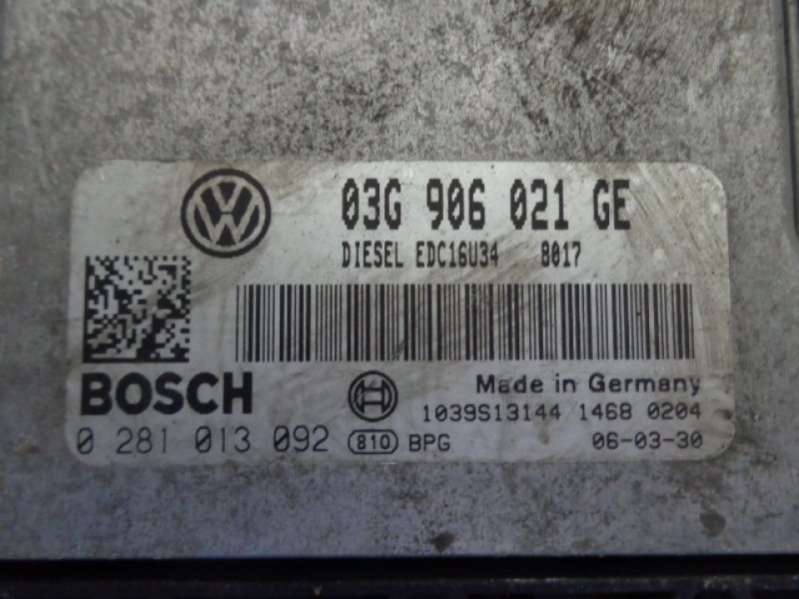 03G 906 021 GE
DIESEL EDC16U34 8017
BOSCH
Made in Germany
1039S13144 1468 0204
0 281 013 092 810 BPG 06-03-30